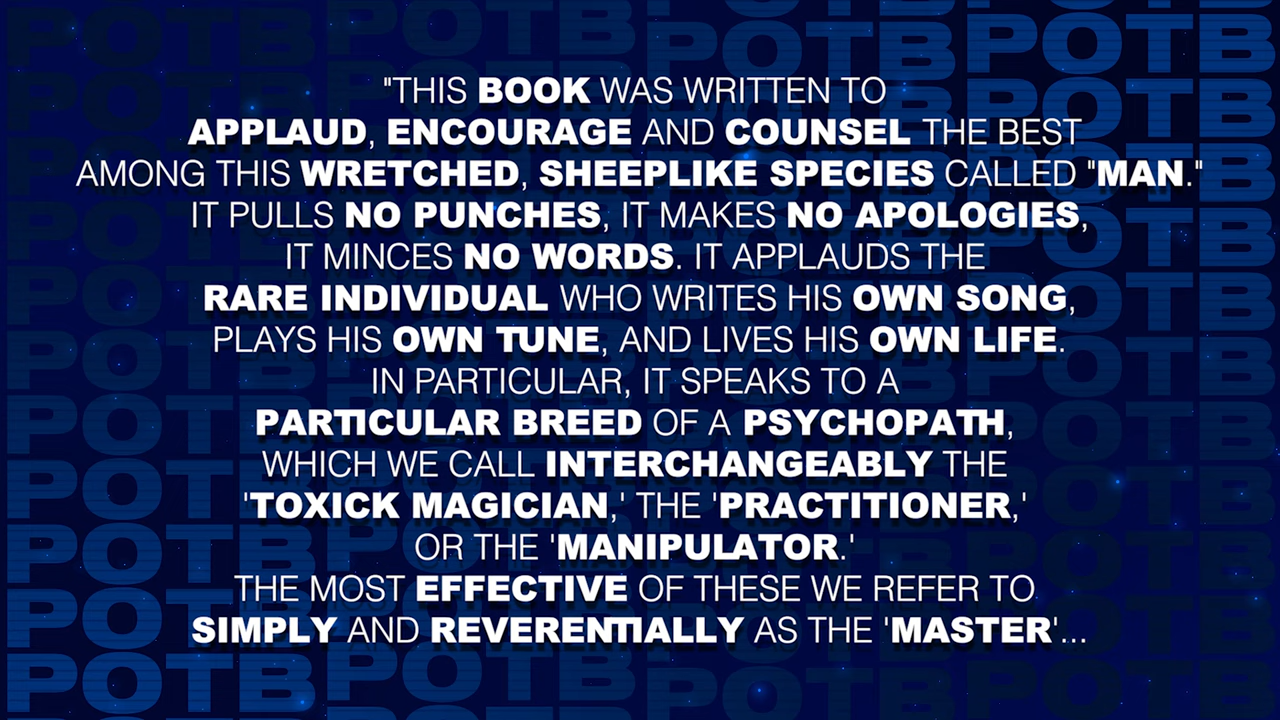 "THIS BOOK WAS WRITTEN TO
APPLAUD, ENCOURAGE AND COUNSEL THE BEST
AMONG THIS WRETCHED, SHEEPLIKE SPECIES CALLED "MAN."
IT PULLS NO PUNCHES, IT MAKES NO APOLOGIES,
IT MINCES NO WORDS. IT APPLAUDS THE
RARE INDIVIDUAL WHO WRITES HIS OWN SONG,
PLAYS HIS OWN TUNE, AND LIVES HIS OWN LIFE.
IN PARTICULAR, IT SPEAKS TO A
PARTICULAR BREED OF A PSYCHOPATH,
WHICH WE CALL INTERCHANGEABLY THE
'TOXICK MAGICIAN,' THE 'PRACTITIONER,'
OR THE 'MANIPULATOR.'
THE MOST EFFECTIVE OF THESE WE REFER TO
SIMPLY AND REVERENTIALLY AS THE 'MASTER'...
POTB